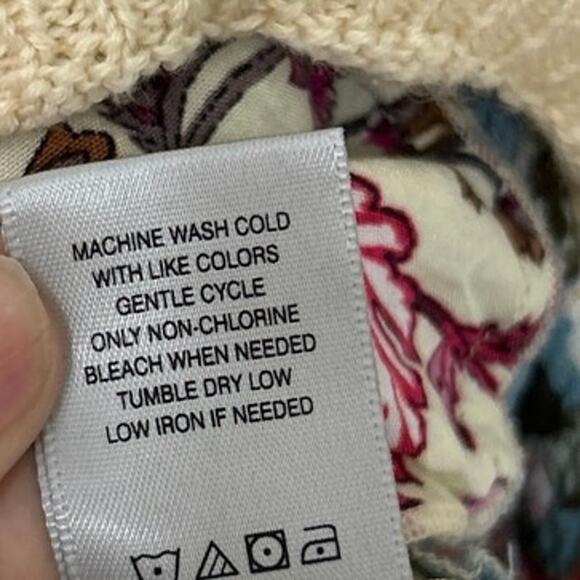 MACHINE WASH COLD
WITH LIKE COLORS
GENTLE CYCLE
ONLY NON-CHLORINE
BLEACH WHEN NEEDED
TUMBLE DRY LOW
LOW IRON IF NEEDED